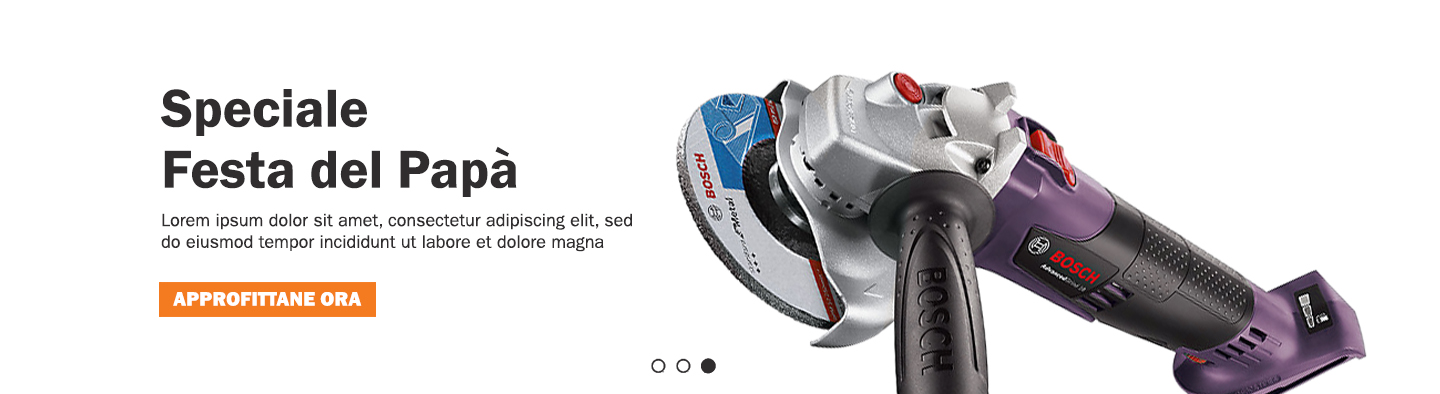 Speciale
Festa del Papà
Lorem ipsum dolor sit amet, consectetur adipiscing elit, sed
do eiusmod tempor incididunt ut labore et dolore magna
APPROFITTANE ORA
BOSCH
Metal
BOSCH
BOSCH